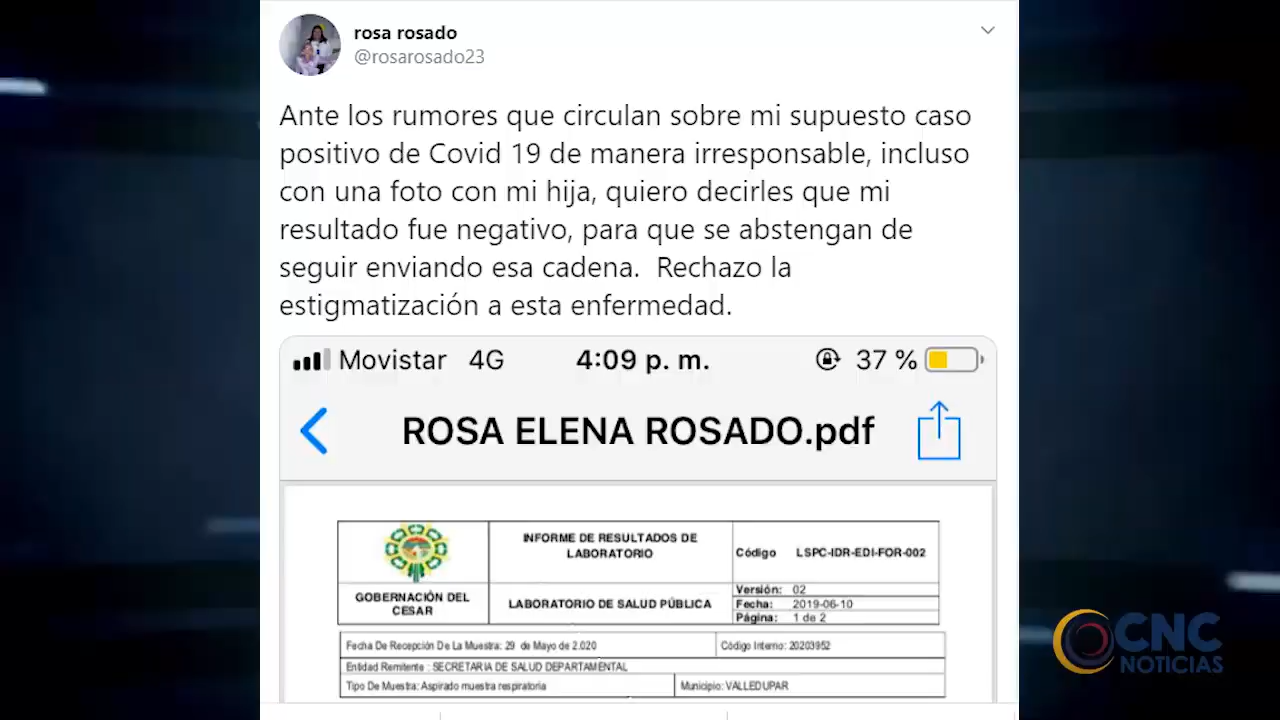 rosa rosado
@rosarosado23
Ante los rumores que circulan sobre mi supuesto caso
positivo de Covid 19 de manera irresponsable, incluso
con una foto con mi hija, quiero decirles que mi
resultado fue negativo, para que se abstengan de
seguir enviando esa cadena. Rechazo la
estigmatización a esta enfermedad.
Movistar 4G 4:09 p. m. 37 %
ROSA ELENA ROSADO.pdf
INFORME DE RESULTADOS DE
LABORATORIO
Código LSPC-IDR-EDI-FOR-002
GOBERNACIÓN DEL
CESAR
LABORATORIO DE SALUD PÚBLICA
Versión: 02
Fecha: 2019-06-10
Página: 1 de 2
Fecha De Recepción De La Muestra: 29 de Mayo de 2.020 Código Interno: 20203952
Entidad Remitente : SECRETARIA DE SALUD DEPARTAMENTAL
Tipo De Muestra: Aspirado muestra respiratoria Municipio: VALLEDUPAR
CNC
NOTICIAS